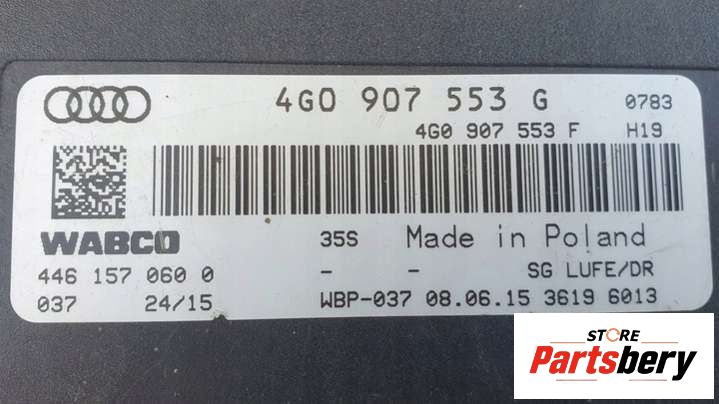 4G0 907 553 G 0783
4G0 907 553 F H19
WABCO 35S Made in Poland
446 157 060 0 - - SG LUFE/DR
037 24/15 WBP-037 08.06.15 3619 6013
STORE
Partsbery